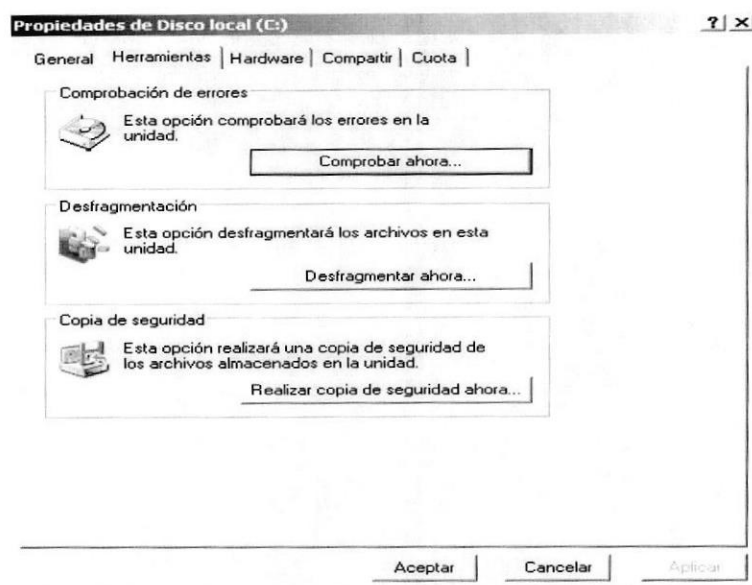 Propiedades de Disco local (C:)
General Herramientas Hardware Compartir Cuota
Comprobación de errores
Esta opción comprobará los errores en la
unidad.
Comprobar ahora...
Desfragmentación
Esta opción desfragmentará los archivos en esta
unidad.
Desfragmentar ahora...
Copia de seguridad
Esta opción realizará una copia de seguridad de
los archivos almacenados en la unidad.
Realizar copia de seguridad ahora...
Aceptar Cancelar Aplicar